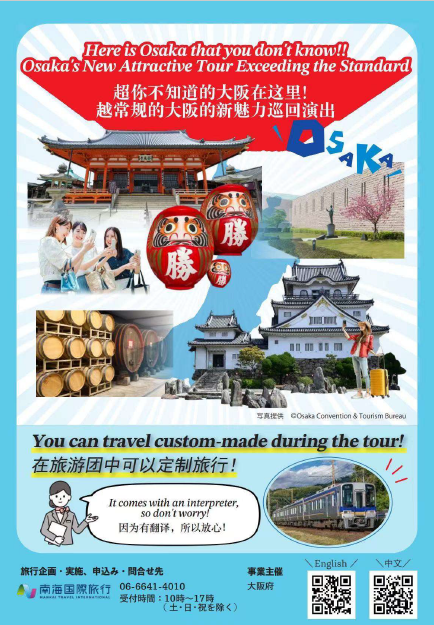 Here is Osaka that you don't know!!
Osaka's New Attractive Tour Exceeding the Standard
超你不知道的大阪在这里!
越常规的大阪的新魅力巡回演出
OSAKA
勝
勝
勝
写真提供 ©Osaka Convention & Tourism Bureau
You can travel custom-made during the tour!
在旅游团中可以定制旅行！
It comes with an interpreter,
so don't worry!
因为有翻译，所以放心!
旅行企画・実施、申込み・問合せ先
南海国際旅行
NANKAI TRAVEL INTERNATIONAL
06-6641-4010
受付時間：10時～17時
（土・日・祝を除く）
事業主催
大阪府
＼English／
＼中文／